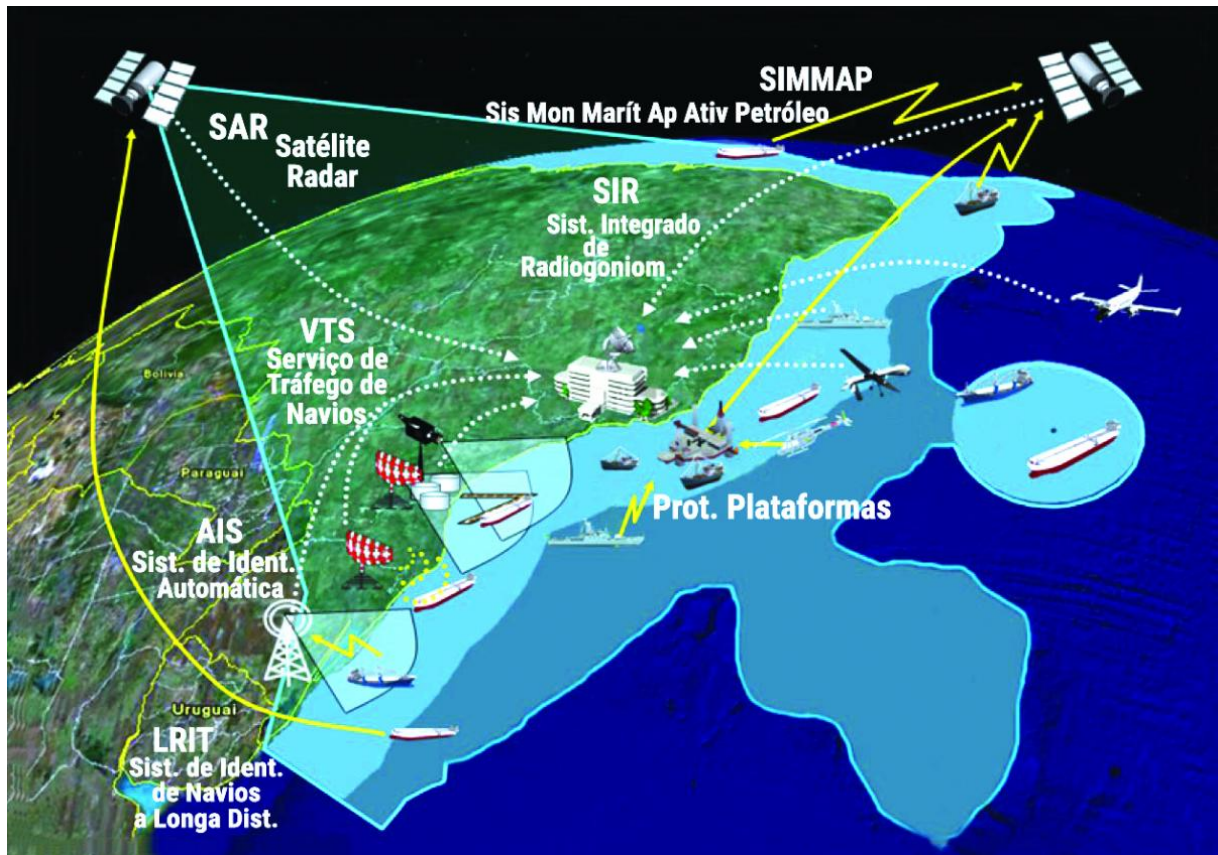 SIMMAP
Sis Mon Marít Ap Ativ Petróleo
SAR
Satélite
Radar
SIR
Sist. Integrado
de
Radiogoniom
VTS
Serviço de
Tráfego de
Navios
Bolivia
Paraguai
AIS
Sist. de Ident.
Automática
Prot. Plataformas
Uruguai
LRIT
Sist. de Ident.
de Navios
a Longa Dist.